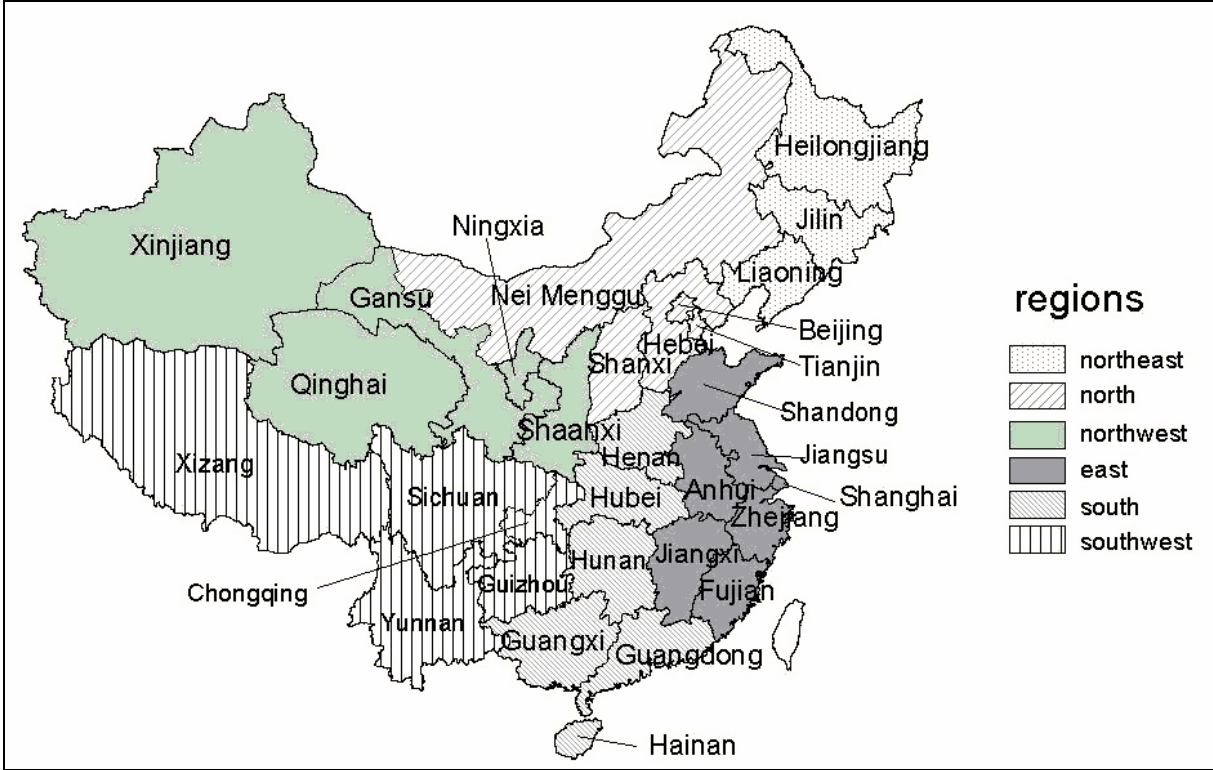 Heilongjiang
Jilin
Ningxia
Xinjiang
Liaoning
Gansu
Nei Menggu
regions
Beijing
Hebei
Shanxi
Tianjin
northeast
Qinghai
north
Shandong
Shaanxi
northwest
Jiangsu
Henan
Xizang
east
Sichuan
Anhui
Shanghai
Hubei
south
Zhejiang
southwest
Jiangxi
Hunan
Guizhou
Chongqing
Fujian
Yunnan
Guangxi
Guangdong
Hainan